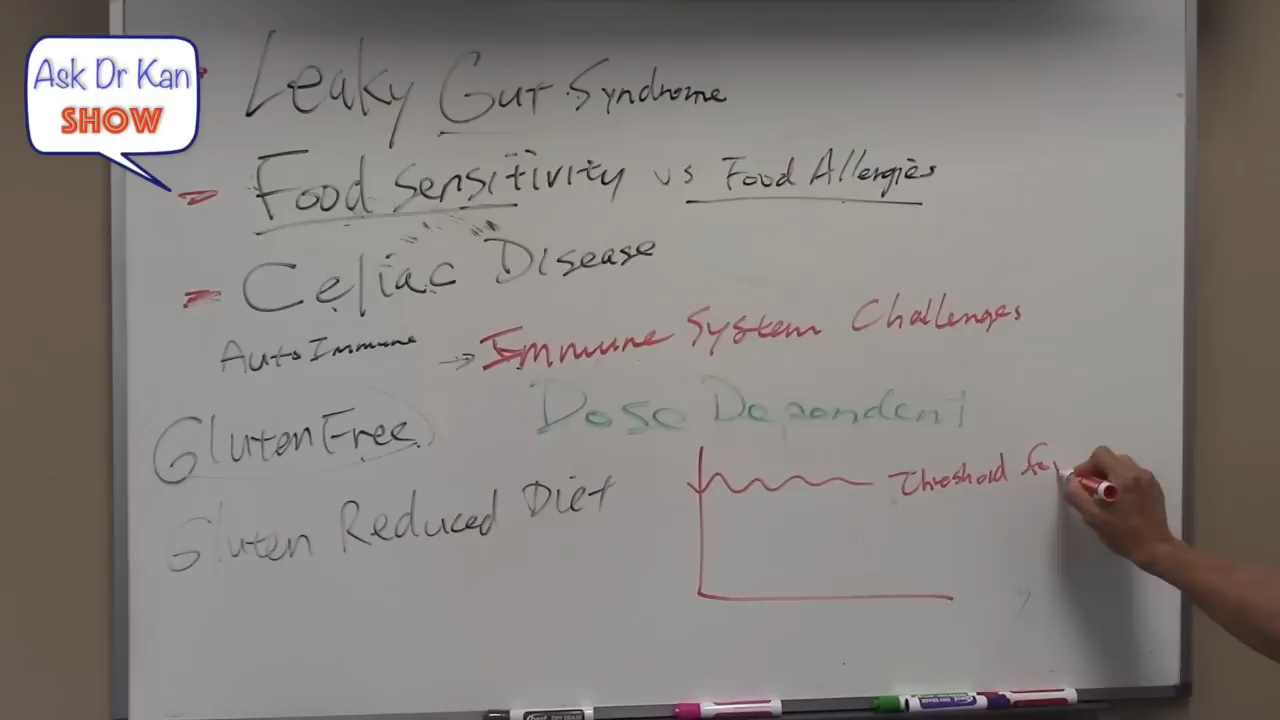 Ask Dr Kan
SHOW
Leaky Gut Syndrome
Food Sensitivity vs Food Allergies
Celiac Disease
Auto Immune → Immune System Challenges
Gluten Free
Dose Dependent
Threshold for
Gluten Reduced Diet